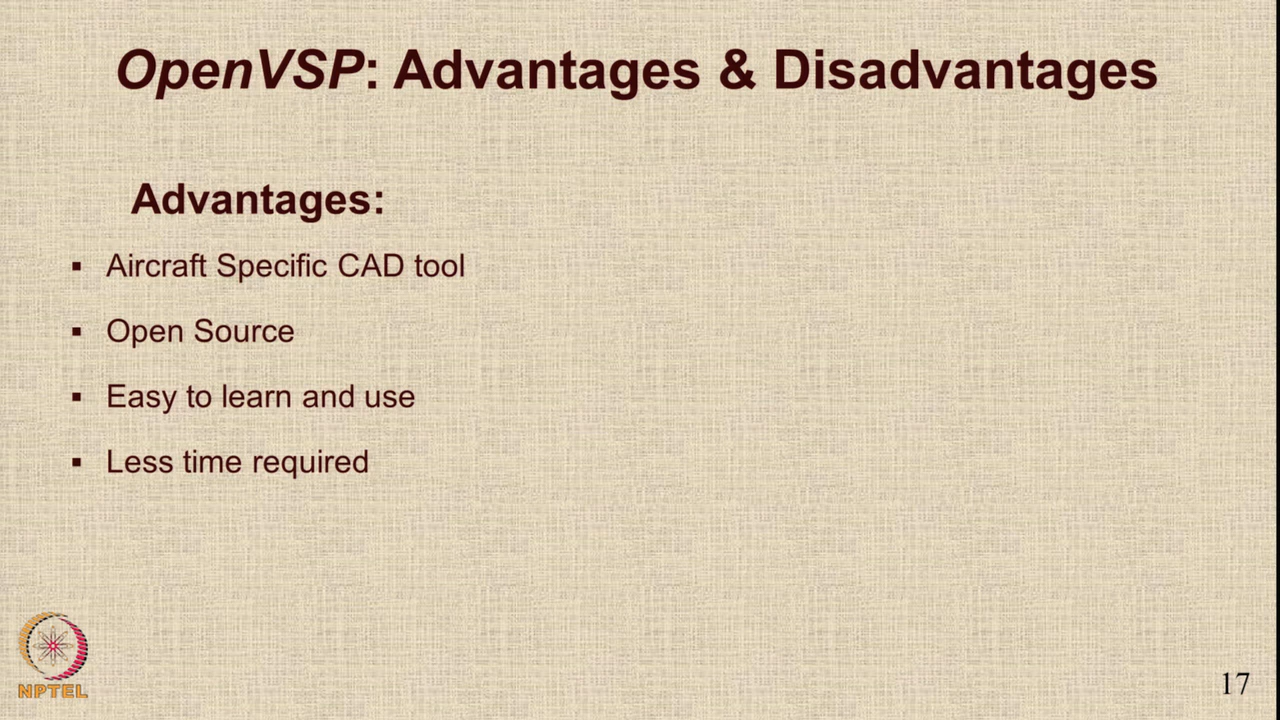 OpenVSP: Advantages & Disadvantages
Advantages:
▪ Aircraft Specific CAD tool
▪ Open Source
▪ Easy to learn and use
▪ Less time required
NPTEL
17